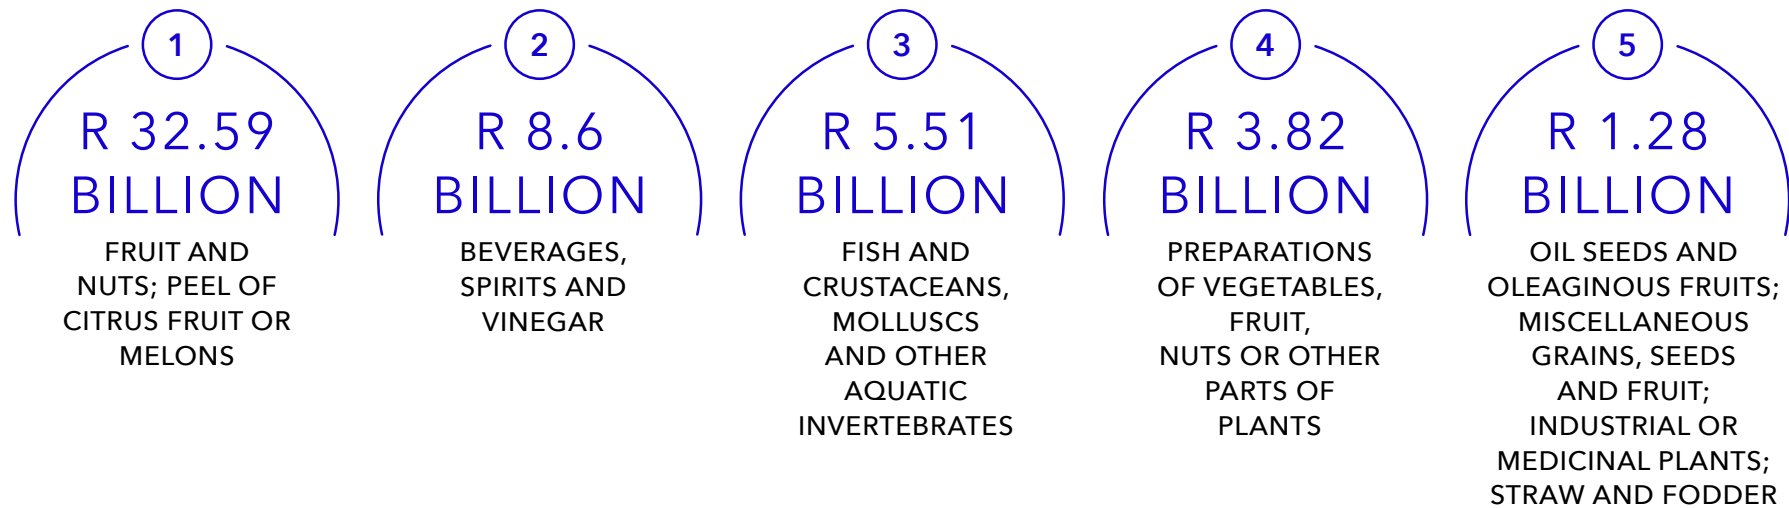 1
R 32.59
BILLION
FRUIT AND
NUTS; PEEL OF
CITRUS FRUIT OR
MELONS
2
R 8.6
BILLION
BEVERAGES,
SPIRITS AND
VINEGAR
3
R 5.51
BILLION
FISH AND
CRUSTACEANS,
MOLLUSCS
AND OTHER
AQUATIC
INVERTEBRATES
4
R 3.82
BILLION
PREPARATIONS
OF VEGETABLES,
FRUIT,
NUTS OR OTHER
PARTS OF
PLANTS
5
R 1.28
BILLION
OIL SEEDS AND
OLEAGINOUS FRUITS;
MISCELLANEOUS
GRAINS, SEEDS
AND FRUIT;
INDUSTRIAL OR
MEDICINAL PLANTS;
STRAW AND FODDER